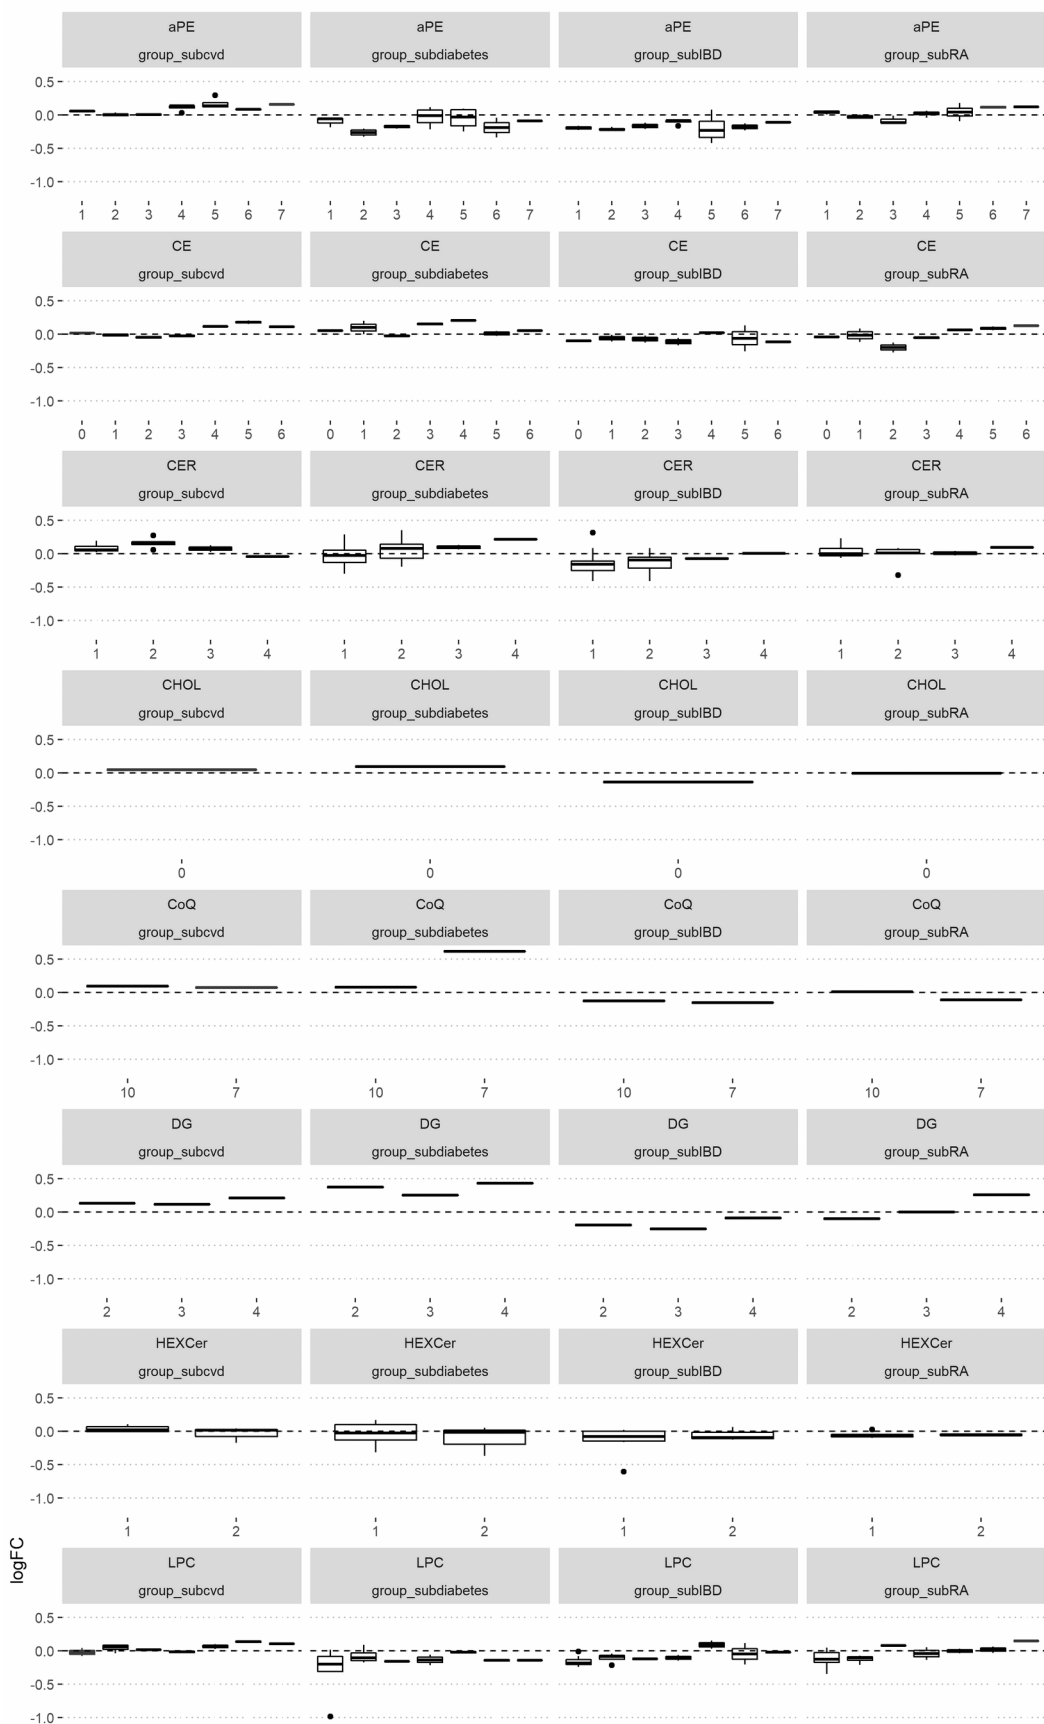 aPE aPE aPE aPE
group_subcvd group_subdiabetes group_subIBD group_subRA
0.5
0.0
-0.5
-1.0
1 2 3 4 5 6 7 1 2 3 4 5 6 7 1 2 3 4 5 6 7 1 2 3 4 5 6 7
CE CE CE CE
group_subcvd group_subdiabetes group_subIBD group_subRA
0.5
0.0
-0.5
-1.0
0 1 2 3 4 5 6 0 1 2 3 4 5 6 0 1 2 3 4 5 6 0 1 2 3 4 5 6
CER CER CER CER
group_subcvd group_subdiabetes group_subIBD group_subRA
0.5
0.0
-0.5
-1.0
1 2 3 4 1 2 3 4 1 2 3 4 1 2 3 4
CHOL CHOL CHOL CHOL
group_subcvd group_subdiabetes group_subIBD group_subRA
0.5
0.0
-0.5
-1.0
0 0 0 0
CoQ CoQ CoQ CoQ
group_subcvd group_subdiabetes group_subIBD group_subRA
0.5
0.0
-0.5
-1.0
10 7 10 7 10 7 10 7
DG DG DG DG
group_subcvd group_subdiabetes group_subIBD group_subRA
0.5
0.0
-0.5
-1.0
2 3 4 2 3 4 2 3 4 2 3 4
HEXCer HEXCer HEXCer HEXCer
group_subcvd group_subdiabetes group_subIBD group_subRA
0.5
0.0
-0.5
-1.0
1 2 1 2 1 2 1 2
logFC
LPC LPC LPC LPC
group_subcvd group_subdiabetes group_subIBD group_subRA
0.5
0.0
-0.5
-1.0